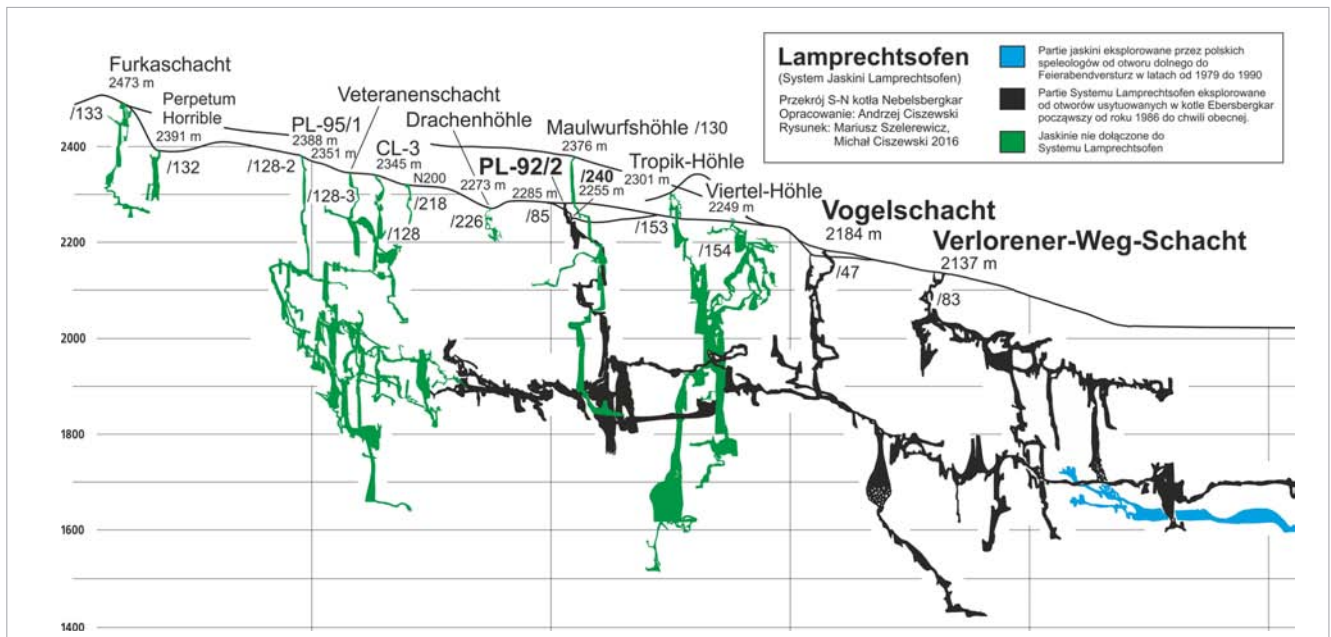 Furkaschacht
2473 m
/133
Perpetum
Horrible
2391 m
/132
Veteranenschacht
PL-95/1
2388 m
2351 m
/128-2
/128-3
Drachenhöhle
CL-3
2345 m
N200
/218
/128
2273 m
/226
Maulwurfshöhle /130
2376 m
PL-92/2
2285 m
/85
/240
2255 m
Tropik-Höhle
2301 m
/153
Viertel-Höhle
2249 m
/154
Vogelschacht
2184 m
/47
Verlorener-Weg-Schacht
2137 m
/83
Lamprechtsofen
(System Jaskini Lamprechtsofen)
Przekrój S-N kotła Nebelsbergkar
Opracowanie: Andrzej Ciszewski
Rysunek: Mariusz Szelerewicz,
Michał Ciszewski 2016
Partie jaskini eksplorowane przez polskich
speleologów od otworu dolnego do
Feierabendversturz w latach od 1979 do 1990
Partie Systemu Lamprechtsofen eksplorowane
od otworów usytuowanych w kotle Ebersbergkar
począwszy od roku 1986 do chwili obecnej.
Jaskinie nie dołączone do
Systemu Lamprechtsofen
2400
2200
2000
1800
1600
1400